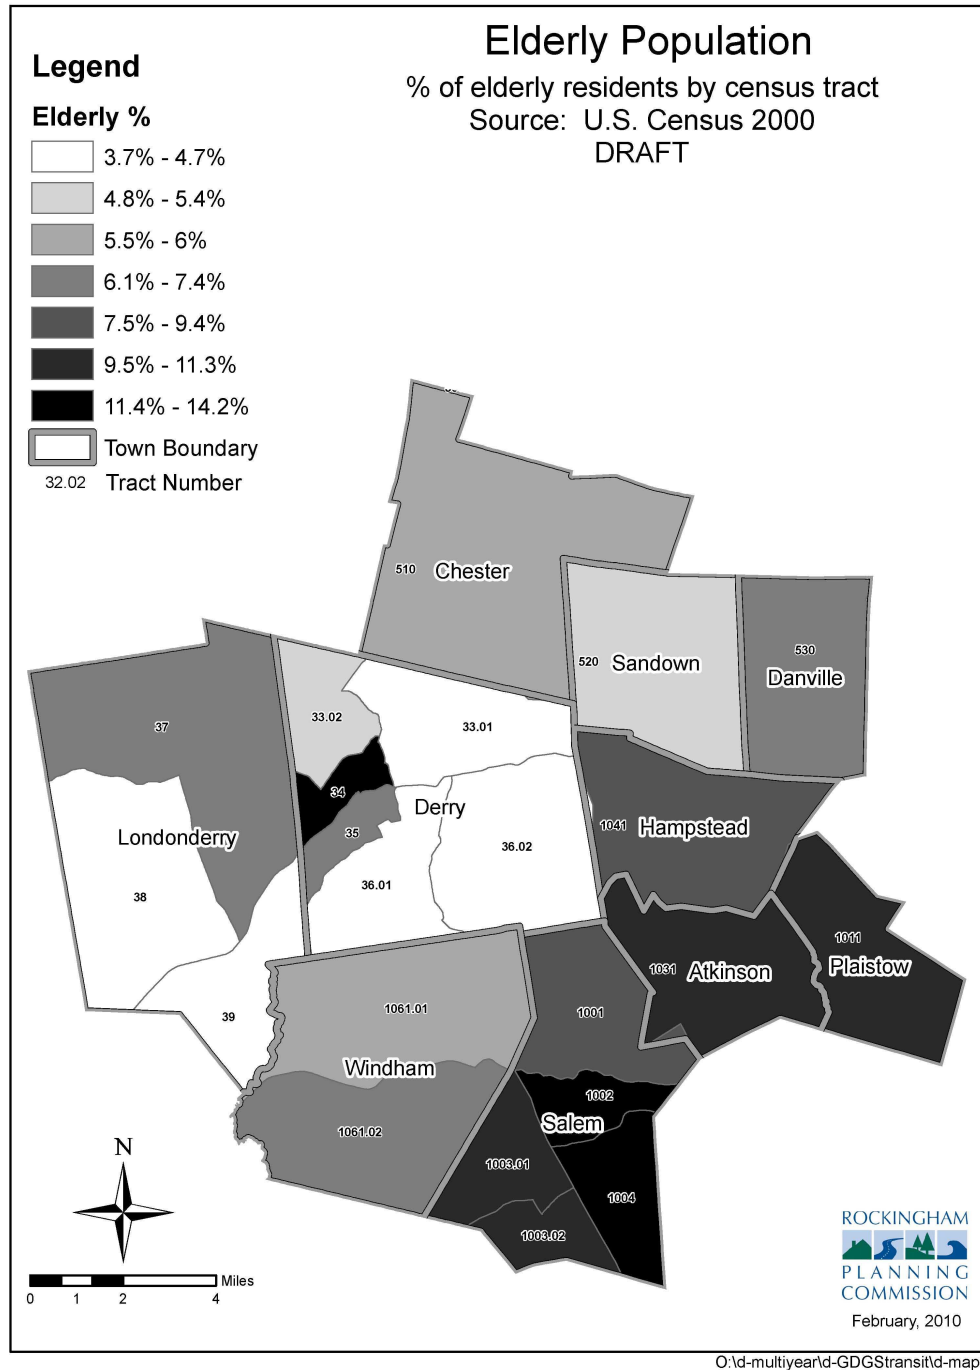 Elderly Population
% of elderly residents by census tract
Source: U.S. Census 2000
DRAFT
Legend
Elderly %
3.7% - 4.7%
4.8% - 5.4%
5.5% - 6%
6.1% - 7.4%
7.5% - 9.4%
9.5% - 11.3%
11.4% - 14.2%
Town Boundary
32.02 Tract Number
510 Chester
520 Sandown
530
Danville
37
33.02
33.01
34
35
Derry
Londonderry
38
36.01
36.02
1041 Hampstead
1011
Plaistow
1031 Atkinson
39
1061.01
1001
Windham
1061.02
1002
Salem
1003.01
1004
1003.02
N
Miles
0 1 2 4
ROCKINGHAM
PLANNING
COMMISSION
February, 2010
O:\d-multiyear\d-GDGStransit\d-map